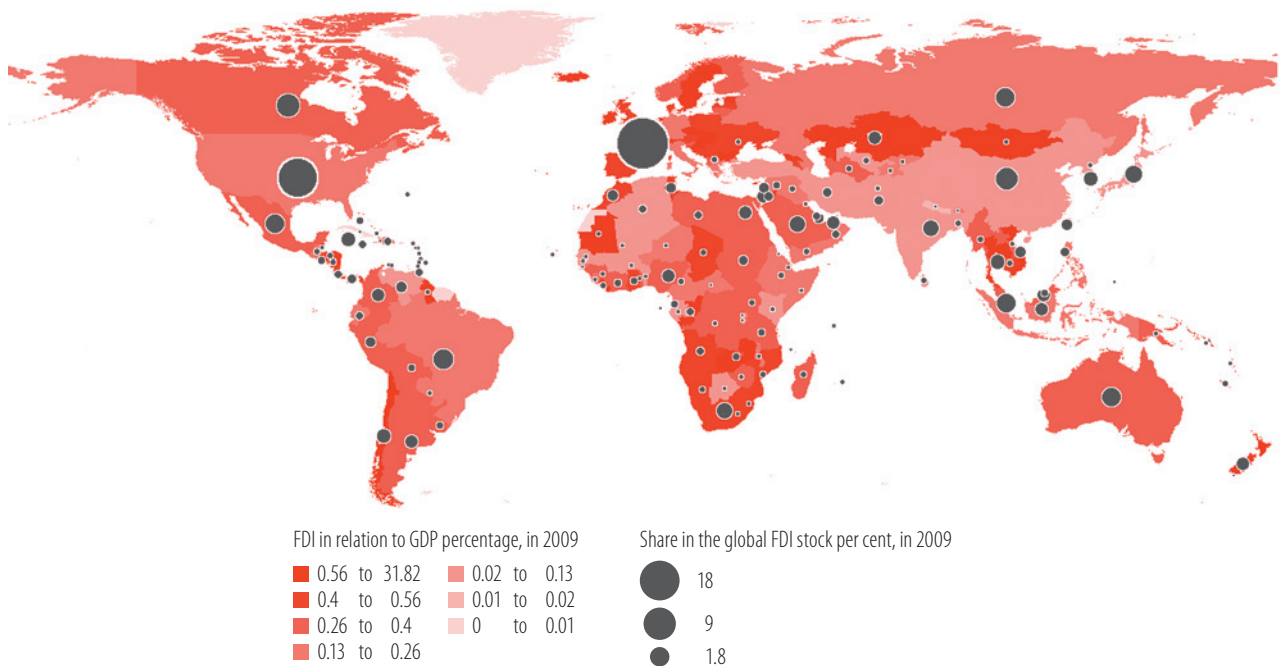 FDI in relation to GDP percentage, in 2009
0.56 to 31.82
0.4 to 0.56
0.26 to 0.4
0.13 to 0.26
0.02 to 0.13
0.01 to 0.02
0 to 0.01
Share in the global FDI stock per cent, in 2009
18
9
1.8